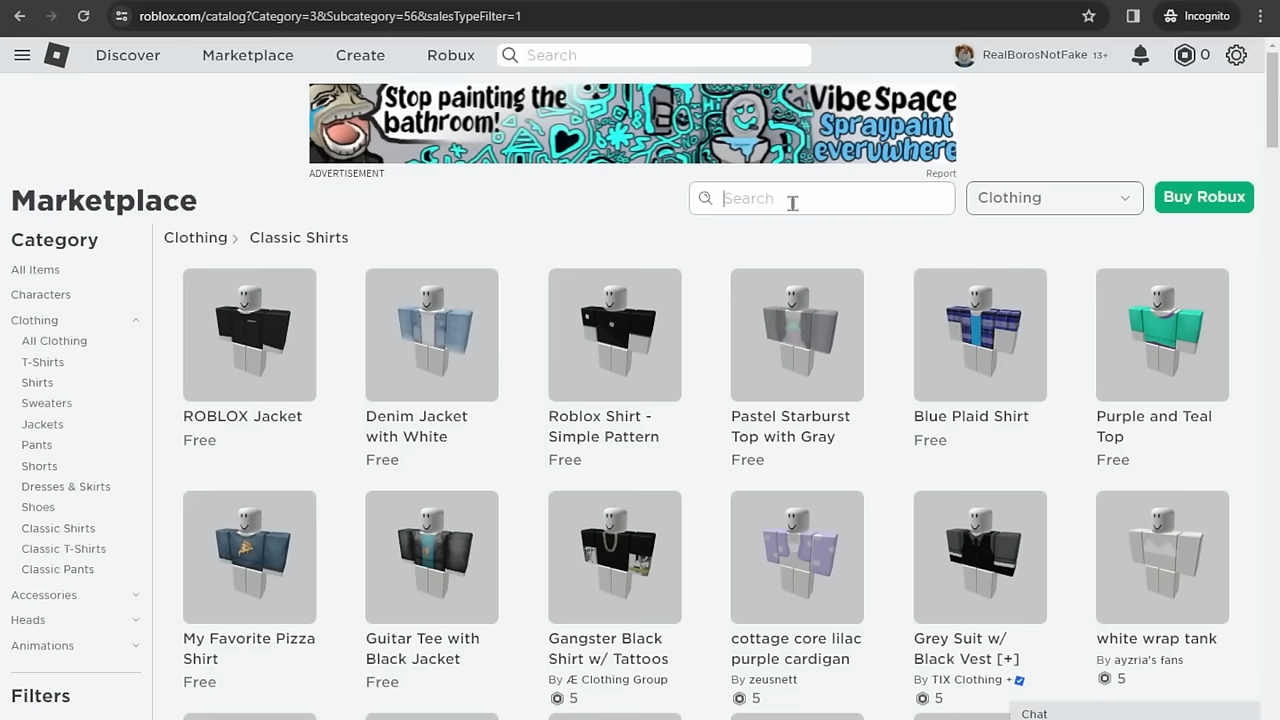 roblox.com/catalog?Category=3&Subcategory=56&salesTypeFilter=1
Incognito
Discover
Marketplace
Create
Robux
Search
RealBorosNotFake 13+
0
Stop painting the
bathroom!
Vibe Space
Spraypaint
everuwhere
ADVERTISEMENT
Report
Marketplace
Search
Clothing
Buy Robux
Category
All Items
Characters
Clothing
All Clothing
T-Shirts
Shirts
Sweaters
Jackets
Pants
Shorts
Dresses & Skirts
Shoes
Classic Shirts
Classic T-Shirts
Classic Pants
Accessories
Heads
Animations
Filters
Clothing > Classic Shirts
ROBLOX Jacket
Free
Denim Jacket
with White
Free
Roblox Shirt -
Simple Pattern
Free
Pastel Starburst
Top with Gray
Free
Blue Plaid Shirt
Free
Purple and Teal
Top
Free
My Favorite Pizza
Shirt
Free
Guitar Tee with
Black Jacket
Free
Gangster Black
Shirt w/ Tattoos
By Æ Clothing Group
5
cottage core lilac
purple cardigan
By zeusnett
5
Grey Suit w/
Black Vest [+]
By TIX Clothing +
5
white wrap tank
By ayzria's fans
5
Chat